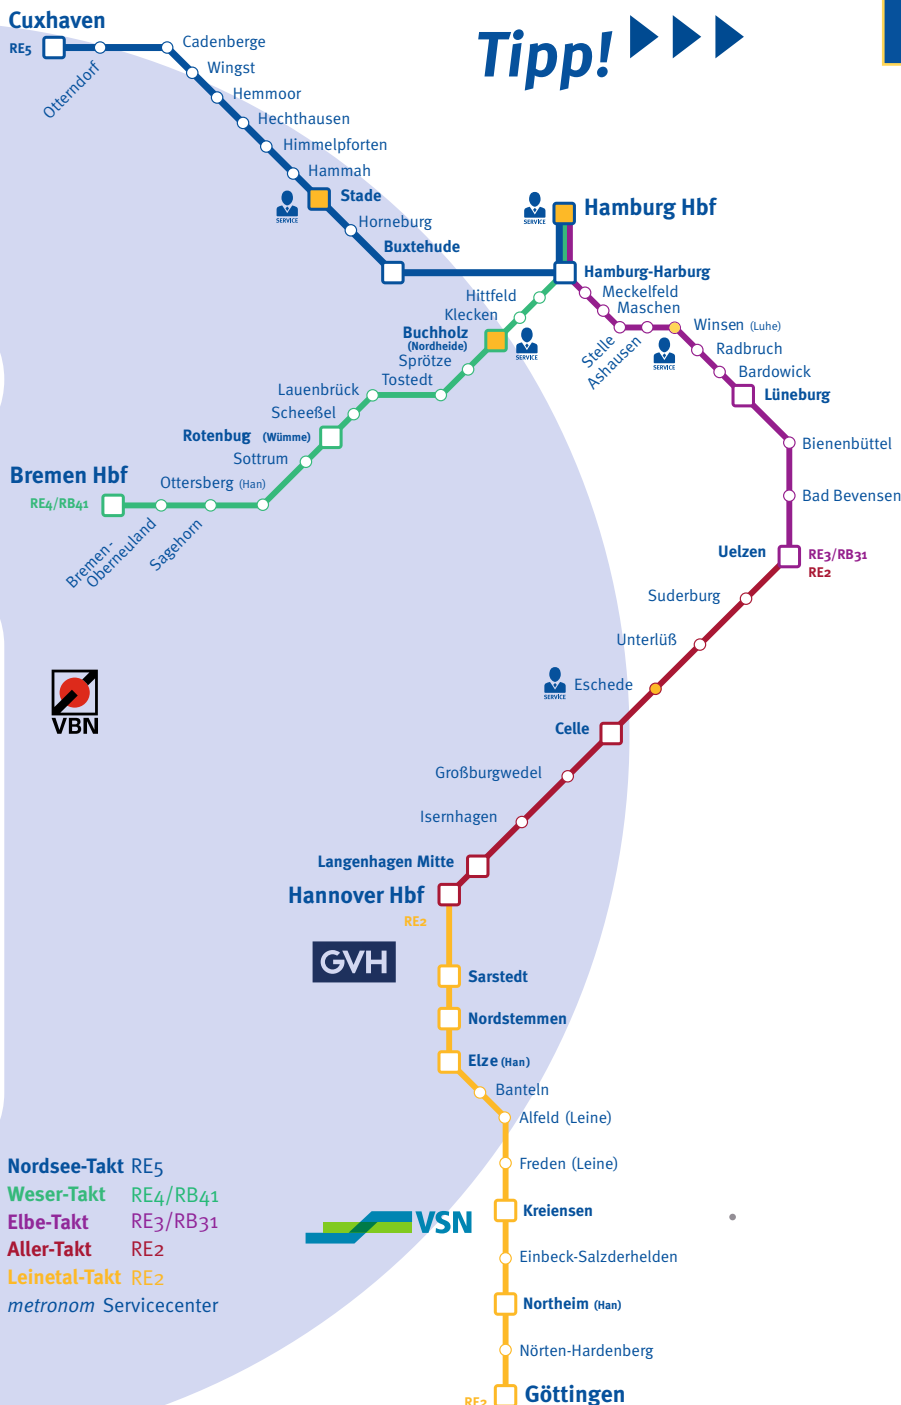 Cuxhaven
RE5
Otterndorf
Cadenberge
Wingst
Hemmoor
Hechthausen
Himmelpforten
Hammah
SERVICE
Stade
Horneburg
Buxtehude
Tipp!
SERVICE
Hamburg Hbf
Hamburg-Harburg
Hittfeld
Klecken
Buchholz
(Nordheide)
SERVICE
Sprötze
Tostedt
Lauenbrück
Scheeßel
Rotenbug (Wümme)
Sottrum
Ottersberg (Han)
Bremen Hbf
RE4/RB41
Bremen-
Oberneuland
Sagehorn
Meckelfeld
Maschen
Stelle
Ashausen
SERVICE
Winsen (Luhe)
Radbruch
Bardowick
Lüneburg
Bienenbüttel
Bad Bevensen
Uelzen
RE3/RB31
RE2
Suderburg
Unterlüß
SERVICE
Eschede
Celle
Großburgwedel
Isernhagen
Langenhagen Mitte
Hannover Hbf
RE2
VBN
GVH
Sarstedt
Nordstemmen
Elze (Han)
Banteln
Alfeld (Leine)
Freden (Leine)
Kreiensen
Einbeck-Salzderhelden
Northeim (Han)
Nörten-Hardenberg
RE2
Göttingen
VSN
Nordsee-Takt RE5
Weser-Takt RE4/RB41
Elbe-Takt RE3/RB31
Aller-Takt RE2
Leinetal-Takt RE2
metronom Servicecenter